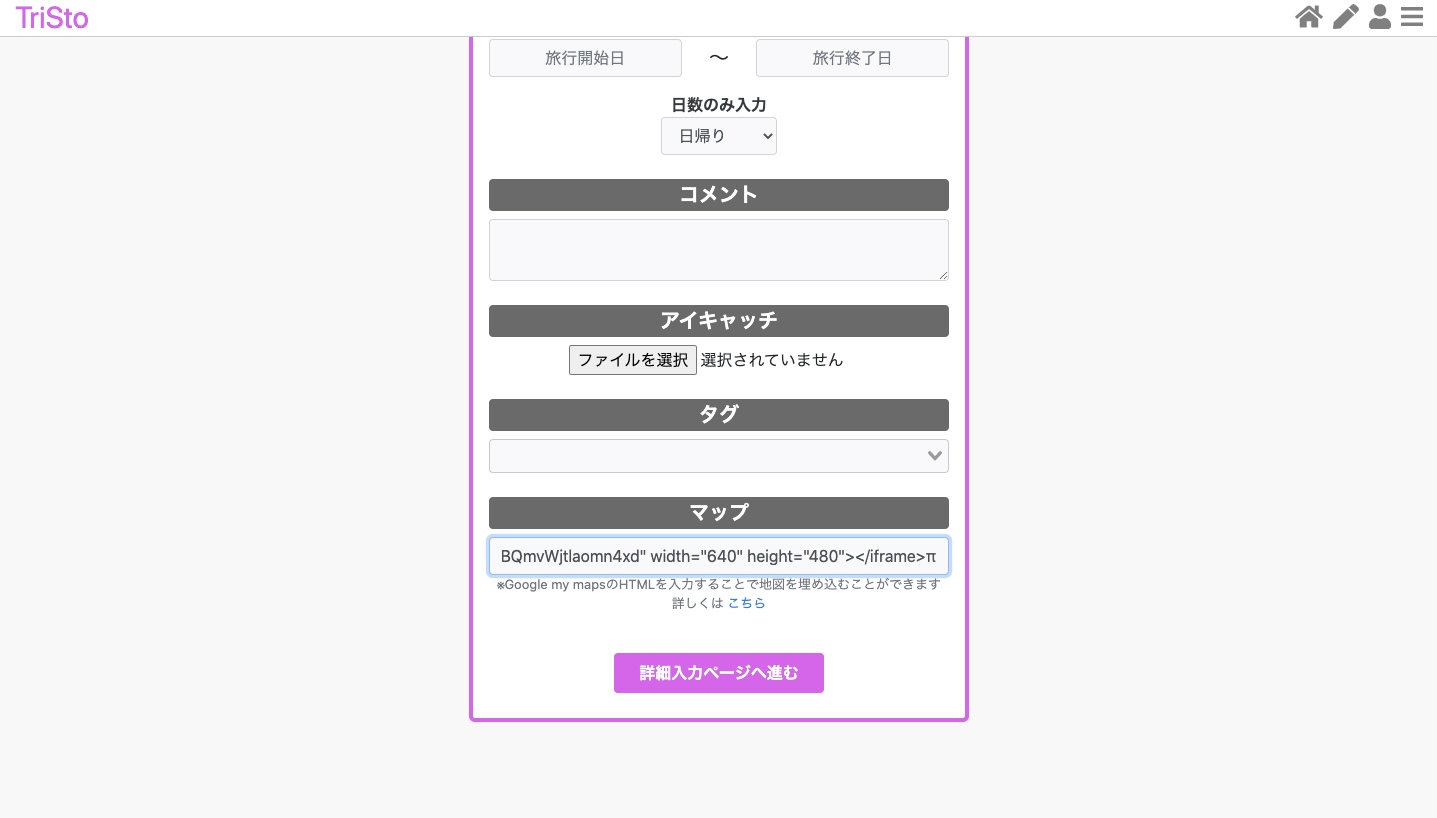 TriSto
旅行開始日 〜 旅行終了日
日数のみ入力
日帰り
コメント
アイキャッチ
ファイルを選択 選択されていません
タグ
マップ
BQmvWjtlaomn4xd" width="640" height="480"></iframe>π
※Google my mapsのHTMLを入力することで地図を埋め込むことができます
詳しくは こちら
詳細入力ページへ進む